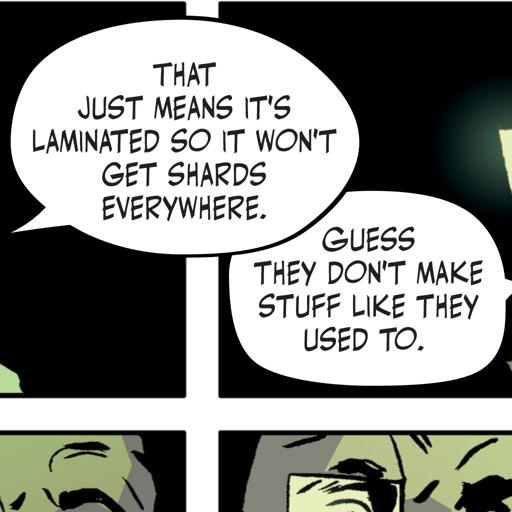 THAT
JUST MEANS IT'S
LAMINATED SO IT WON'T
GET SHARDS
EVERYWHERE.
GUESS
THEY DON'T MAKE
STUFF LIKE THEY
USED TO.